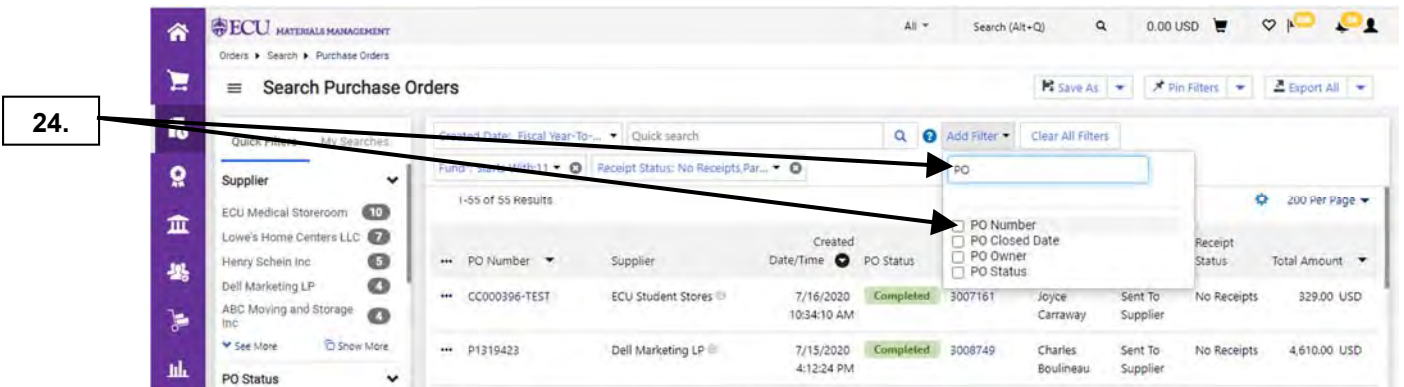 ECU MATERIALS MANAGEMENT
All
Search (Alt+Q)
0.00 USD
Orders Search Purchase Orders
Search Purchase Orders
Save As
Pin Filters
Export All
24.
Quick Filters My Searches
Created Date: Fiscal Year-To-...
Quick search
Add Filter
Clear All Filters
Starts With:11
Receipt Status: No Receipts,Par...
PO
Supplier
ECU Medical Storeroom 10
Lowe's Home Centers LLC 7
Henry Schein Inc 5
Dell Marketing LP 4
ABC Moving and Storage Inc 4
See More Show More
PO Status
1-55 of 55 Results
200 Per Page
PO Number
PO Closed Date
PO Owner
PO Status
PO Number Supplier Created Date/Time PO Status Receipt Status Total Amount
CC000396-TEST ECU Student Stores 7/16/2020 10:34:10 AM Completed 3007161 Joyce Carraway Sent To Supplier No Receipts 329.00 USD
P1319423 Dell Marketing LP 7/15/2020 4:12:24 PM Completed 3008749 Charles Boulineau Sent To Supplier No Receipts 4,610.00 USD